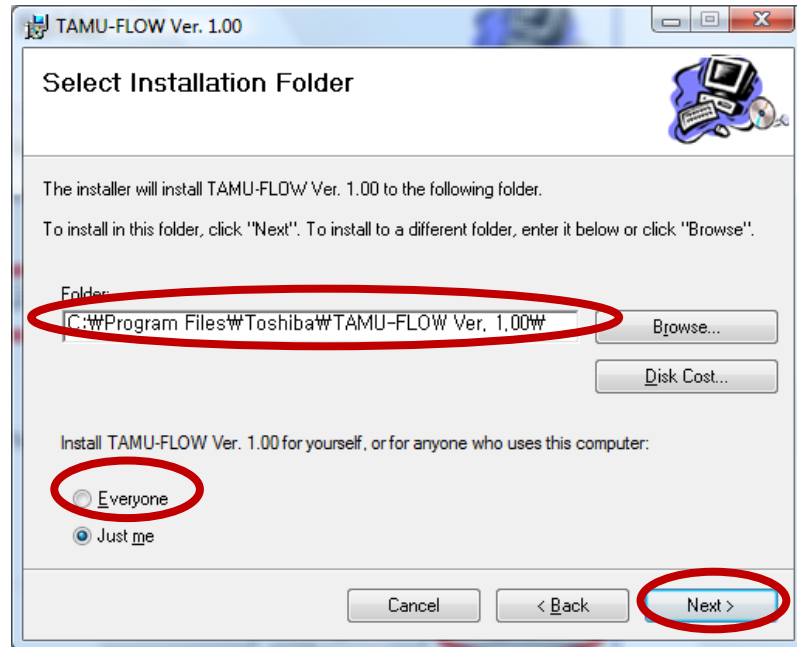 TAMU-FLOW Ver. 1.00
Select Installation Folder
The installer will install TAMU-FLOW Ver. 1.00 to the following folder.
To install in this folder, click "Next". To install to a different folder, enter it below or click "Browse".
Folder:
C:₩Program Files₩Toshiba₩TAMU-FLOW Ver, 1,00₩
Browse...
Disk Cost...
Install TAMU-FLOW Ver. 1.00 for yourself, or for anyone who uses this computer:
Everyone
Just me
Cancel
< Back
Next >